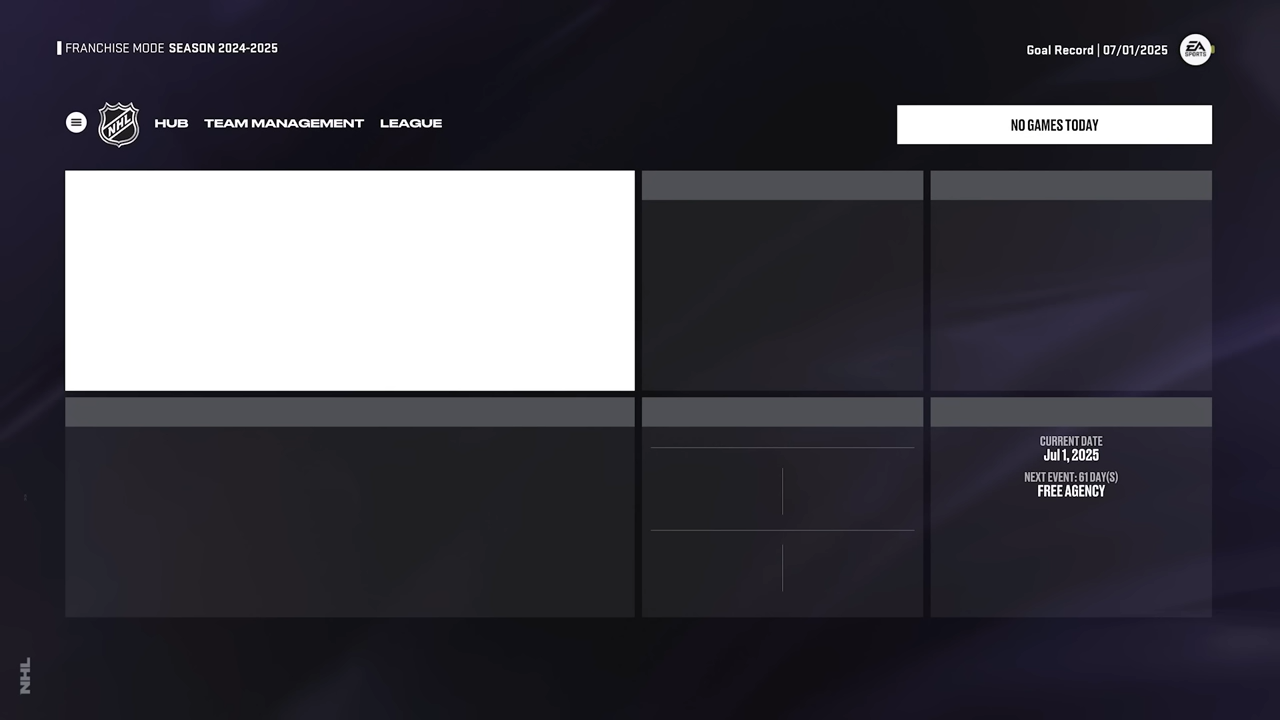 FRANCHISE MODE SEASON 2024-2025
Goal Record | 07/01/2025
EA
SPORTS
NHL
HUB
TEAM MANAGEMENT
LEAGUE
NO GAMES TODAY
CURRENT DATE
Jul 1, 2025
NEXT EVENT: 61 DAY(S)
FREE AGENCY
NHL